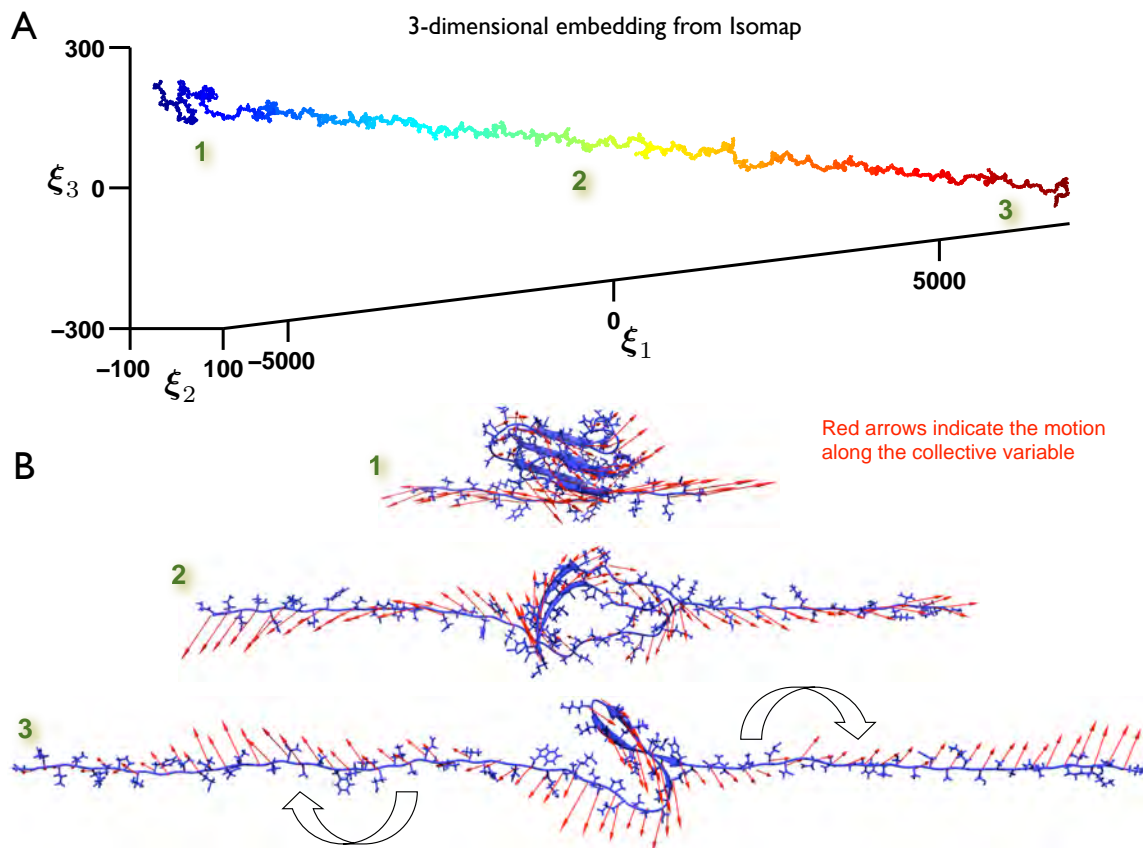 A
3-dimensional embedding from Isomap
300
ξ3 0
−300
1
2
3
−100
100
ξ2
−5000
0
ξ1
5000
B
Red arrows indicate the motion
along the collective variable
1
2
3